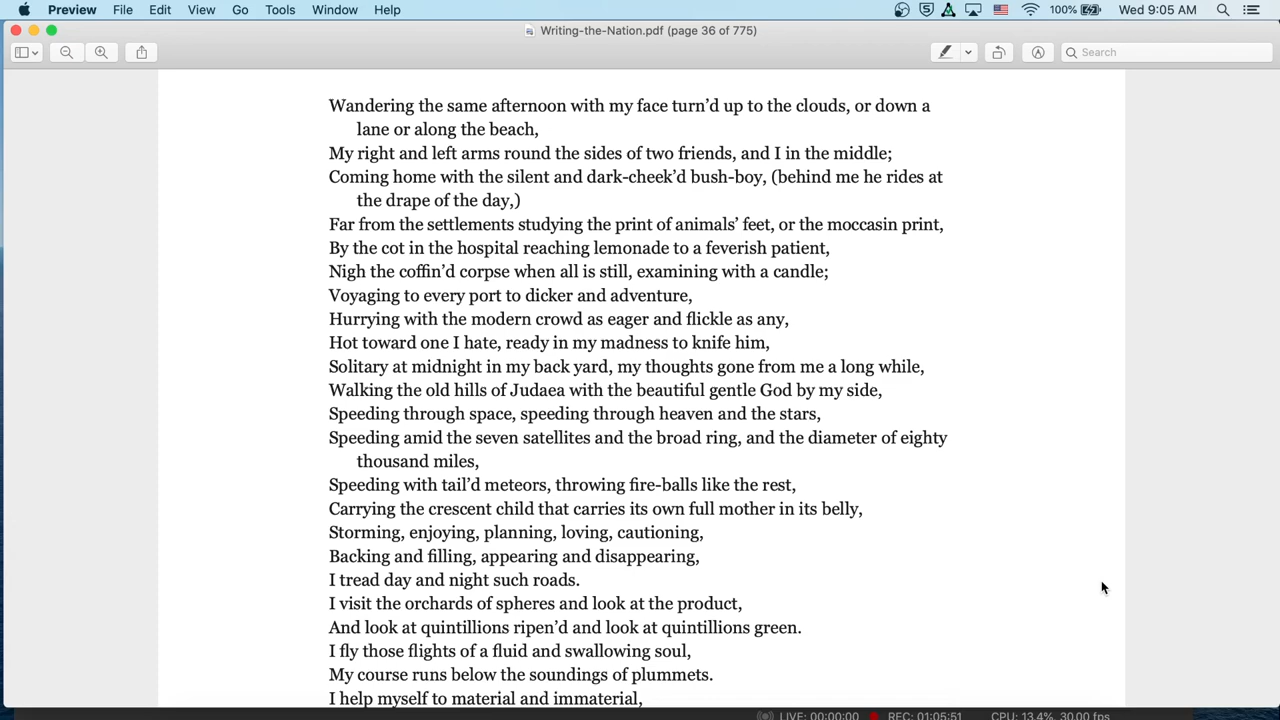 Preview File Edit View Go Tools Window Help 100% Wed 9:05 AM
Writing-the-Nation.pdf (page 36 of 775)
Search
Wandering the same afternoon with my face turn’d up to the clouds, or down a
lane or along the beach,
My right and left arms round the sides of two friends, and I in the middle;
Coming home with the silent and dark-cheek’d bush-boy, (behind me he rides at
the drape of the day,)
Far from the settlements studying the print of animals’ feet, or the moccasin print,
By the cot in the hospital reaching lemonade to a feverish patient,
Nigh the coffin’d corpse when all is still, examining with a candle;
Voyaging to every port to dicker and adventure,
Hurrying with the modern crowd as eager and flickle as any,
Hot toward one I hate, ready in my madness to knife him,
Solitary at midnight in my back yard, my thoughts gone from me a long while,
Walking the old hills of Judaea with the beautiful gentle God by my side,
Speeding through space, speeding through heaven and the stars,
Speeding amid the seven satellites and the broad ring, and the diameter of eighty
thousand miles,
Speeding with tail’d meteors, throwing fire-balls like the rest,
Carrying the crescent child that carries its own full mother in its belly,
Storming, enjoying, planning, loving, cautioning,
Backing and filling, appearing and disappearing,
I tread day and night such roads.
I visit the orchards of spheres and look at the product,
And look at quintillions ripen’d and look at quintillions green.
I fly those flights of a fluid and swallowing soul,
My course runs below the soundings of plummets.
I help myself to material and immaterial,
LIVE: 00:00:00 REC: 01:05:51 CPU: 13.4%, 30.00 fps